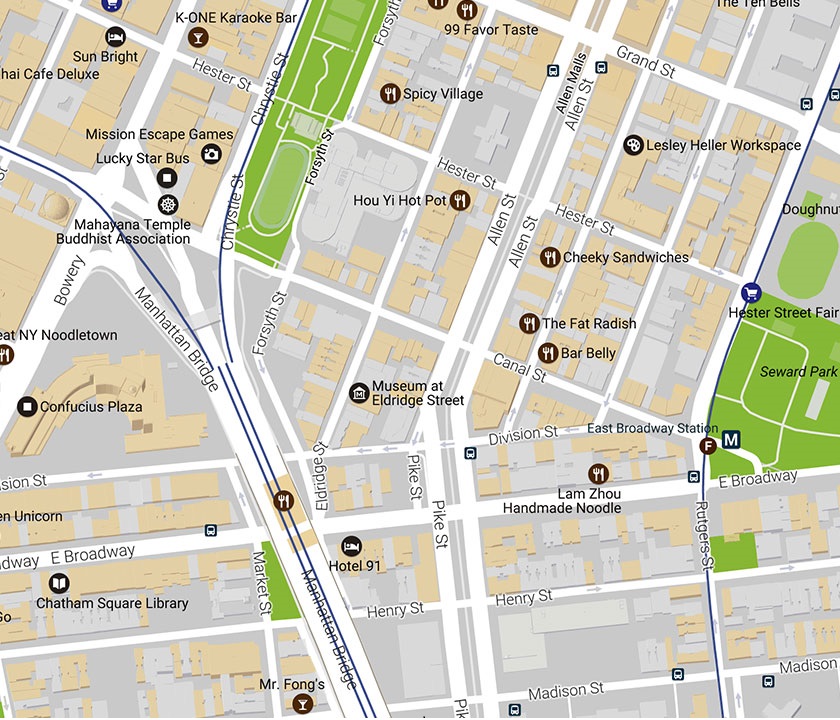 K-ONE Karaoke Bar
The Ten Bells
99 Favor Taste
Sun Bright
Forsyth
Grand St
hai Cafe Deluxe
Hester St
Chrystie St
Allen Malls
Allen St
Spicy Village
Mission Escape Games
Lucky Star Bus
Forsyth St
Lesley Heller Workspace
Hester St
Hou Yi Hot Pot
Mahayana Temple
Buddhist Association
Chrystie St
Allen St
Allen St
Hester St
Doughnu
Bowery
Cheeky Sandwiches
Manhattan Bridge
Forsyth St
Hester Street Fair
eat NY Noodletown
The Fat Radish
Bar Belly
Canal St
Seward Park
Museum at
Eldridge Street
Confucius Plaza
East Broadway Station
F
M
Division St
sion St
Eldridge St
Pike St
Pike St
E Broadway
Lam Zhou
Handmade Noodle
en Unicorn
Rutgers St
adway
E Broadway
Hotel 91
Market St
Chatham Square Library
Manhattan Bridge
Henry St
Henry St
Go
Mr. Fong's
Madison St
Madison
Pik